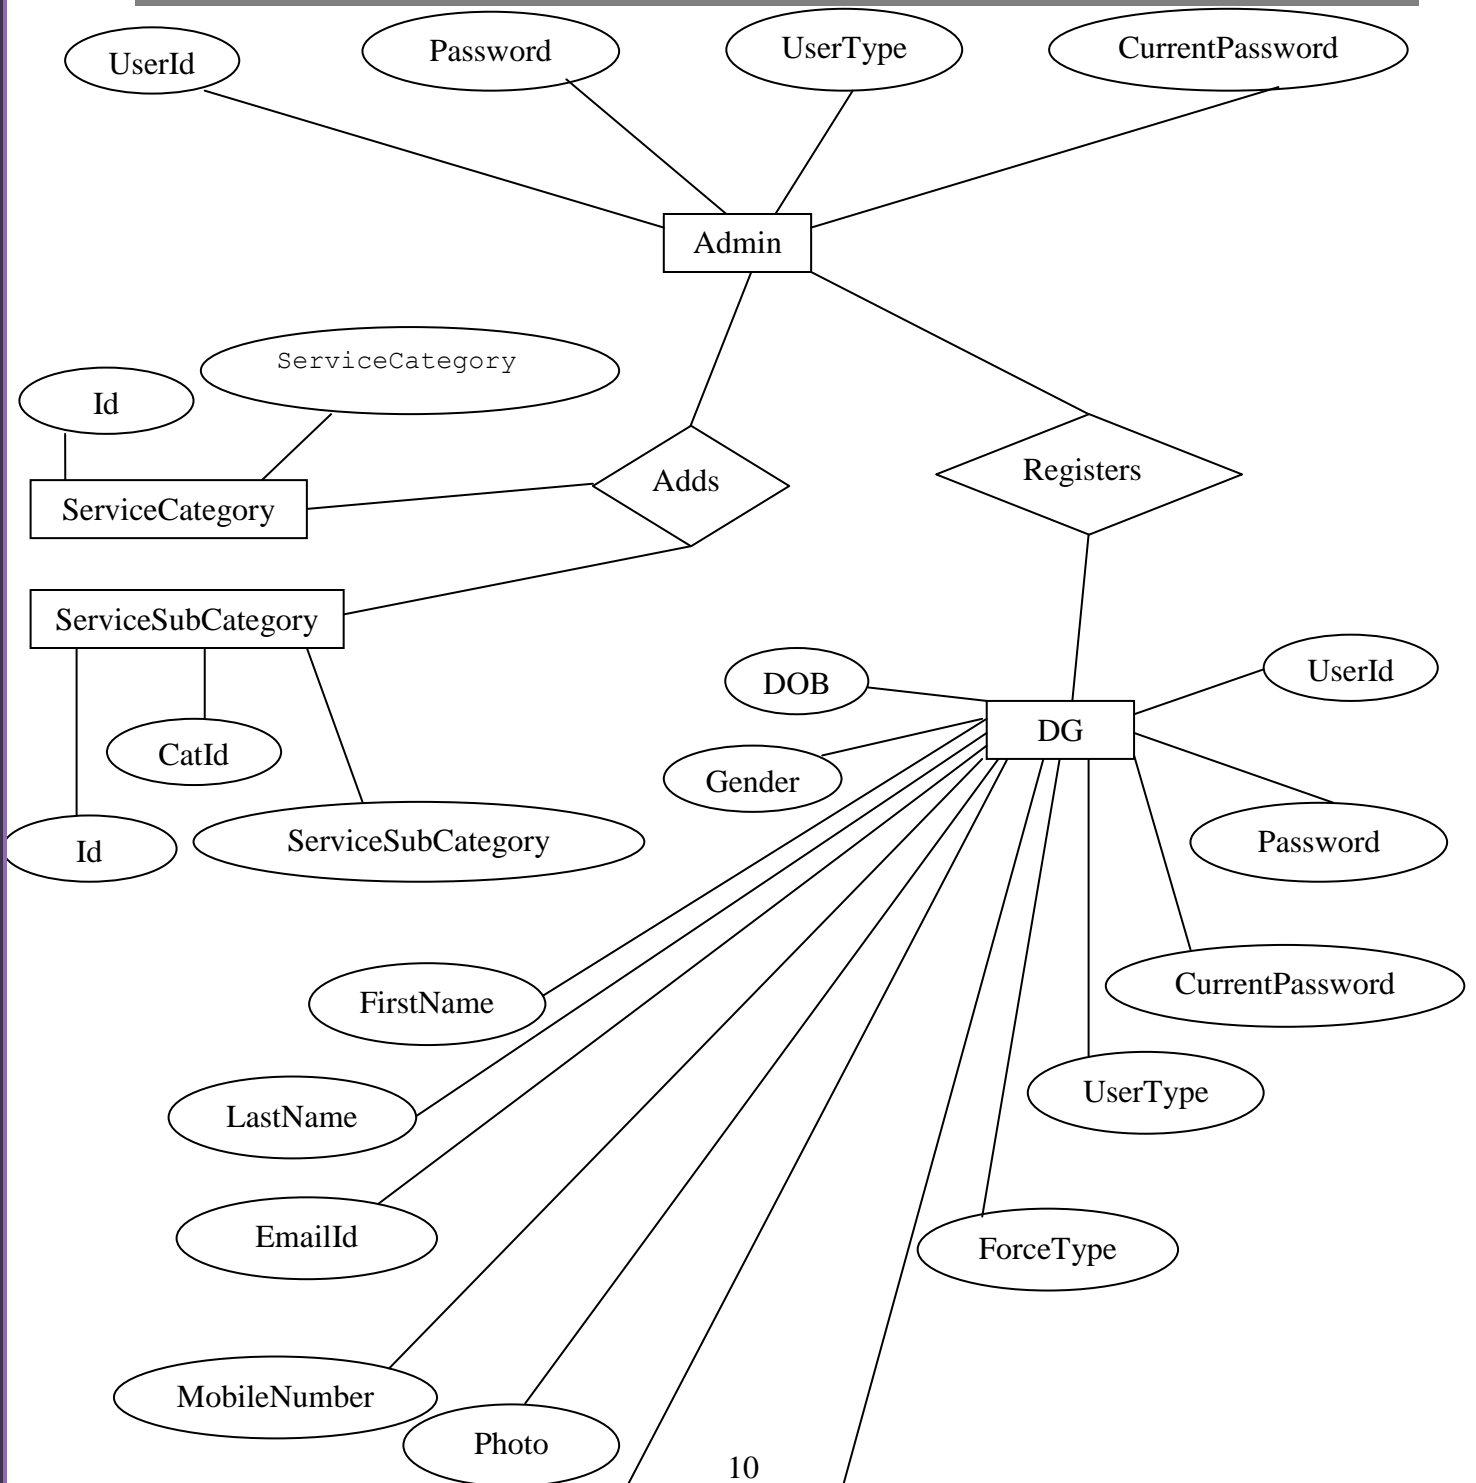 UserId
Password
UserType
CurrentPassword
Admin
ServiceCategory
Id
Adds
Registers
ServiceCategory
ServiceSubCategory
DOB
UserId
DG
CatId
Gender
Id
ServiceSubCategory
Password
FirstName
CurrentPassword
UserType
LastName
EmailId
ForceType
MobileNumber
Photo
10